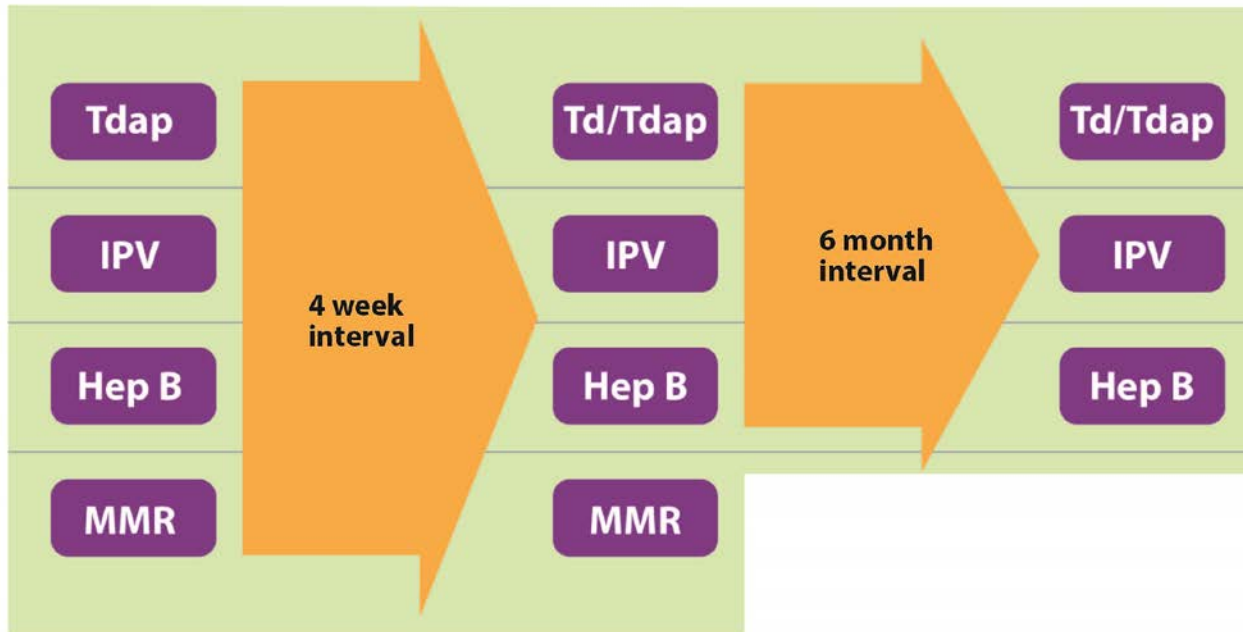 Tdap
Td/Tdap
Td/Tdap
IPV
IPV
6 month
interval
IPV
4 week
interval
Hep B
Hep B
Hep B
MMR
MMR